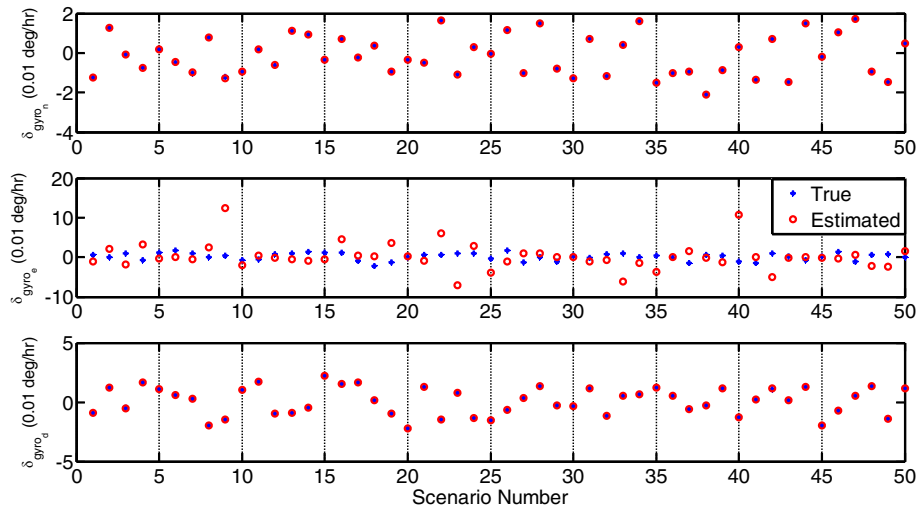 δ gyro_n (0.01 deg/hr)
2
0
-2
-4
0 5 10 15 20 25 30 35 40 45 50
δ gyro_e (0.01 deg/hr)
20
10
0
-10
True
Estimated
0 5 10 15 20 25 30 35 40 45 50
δ gyro_d (0.01 deg/hr)
5
0
-5
0 5 10 15 20 25 30 35 40 45 50
Scenario Number